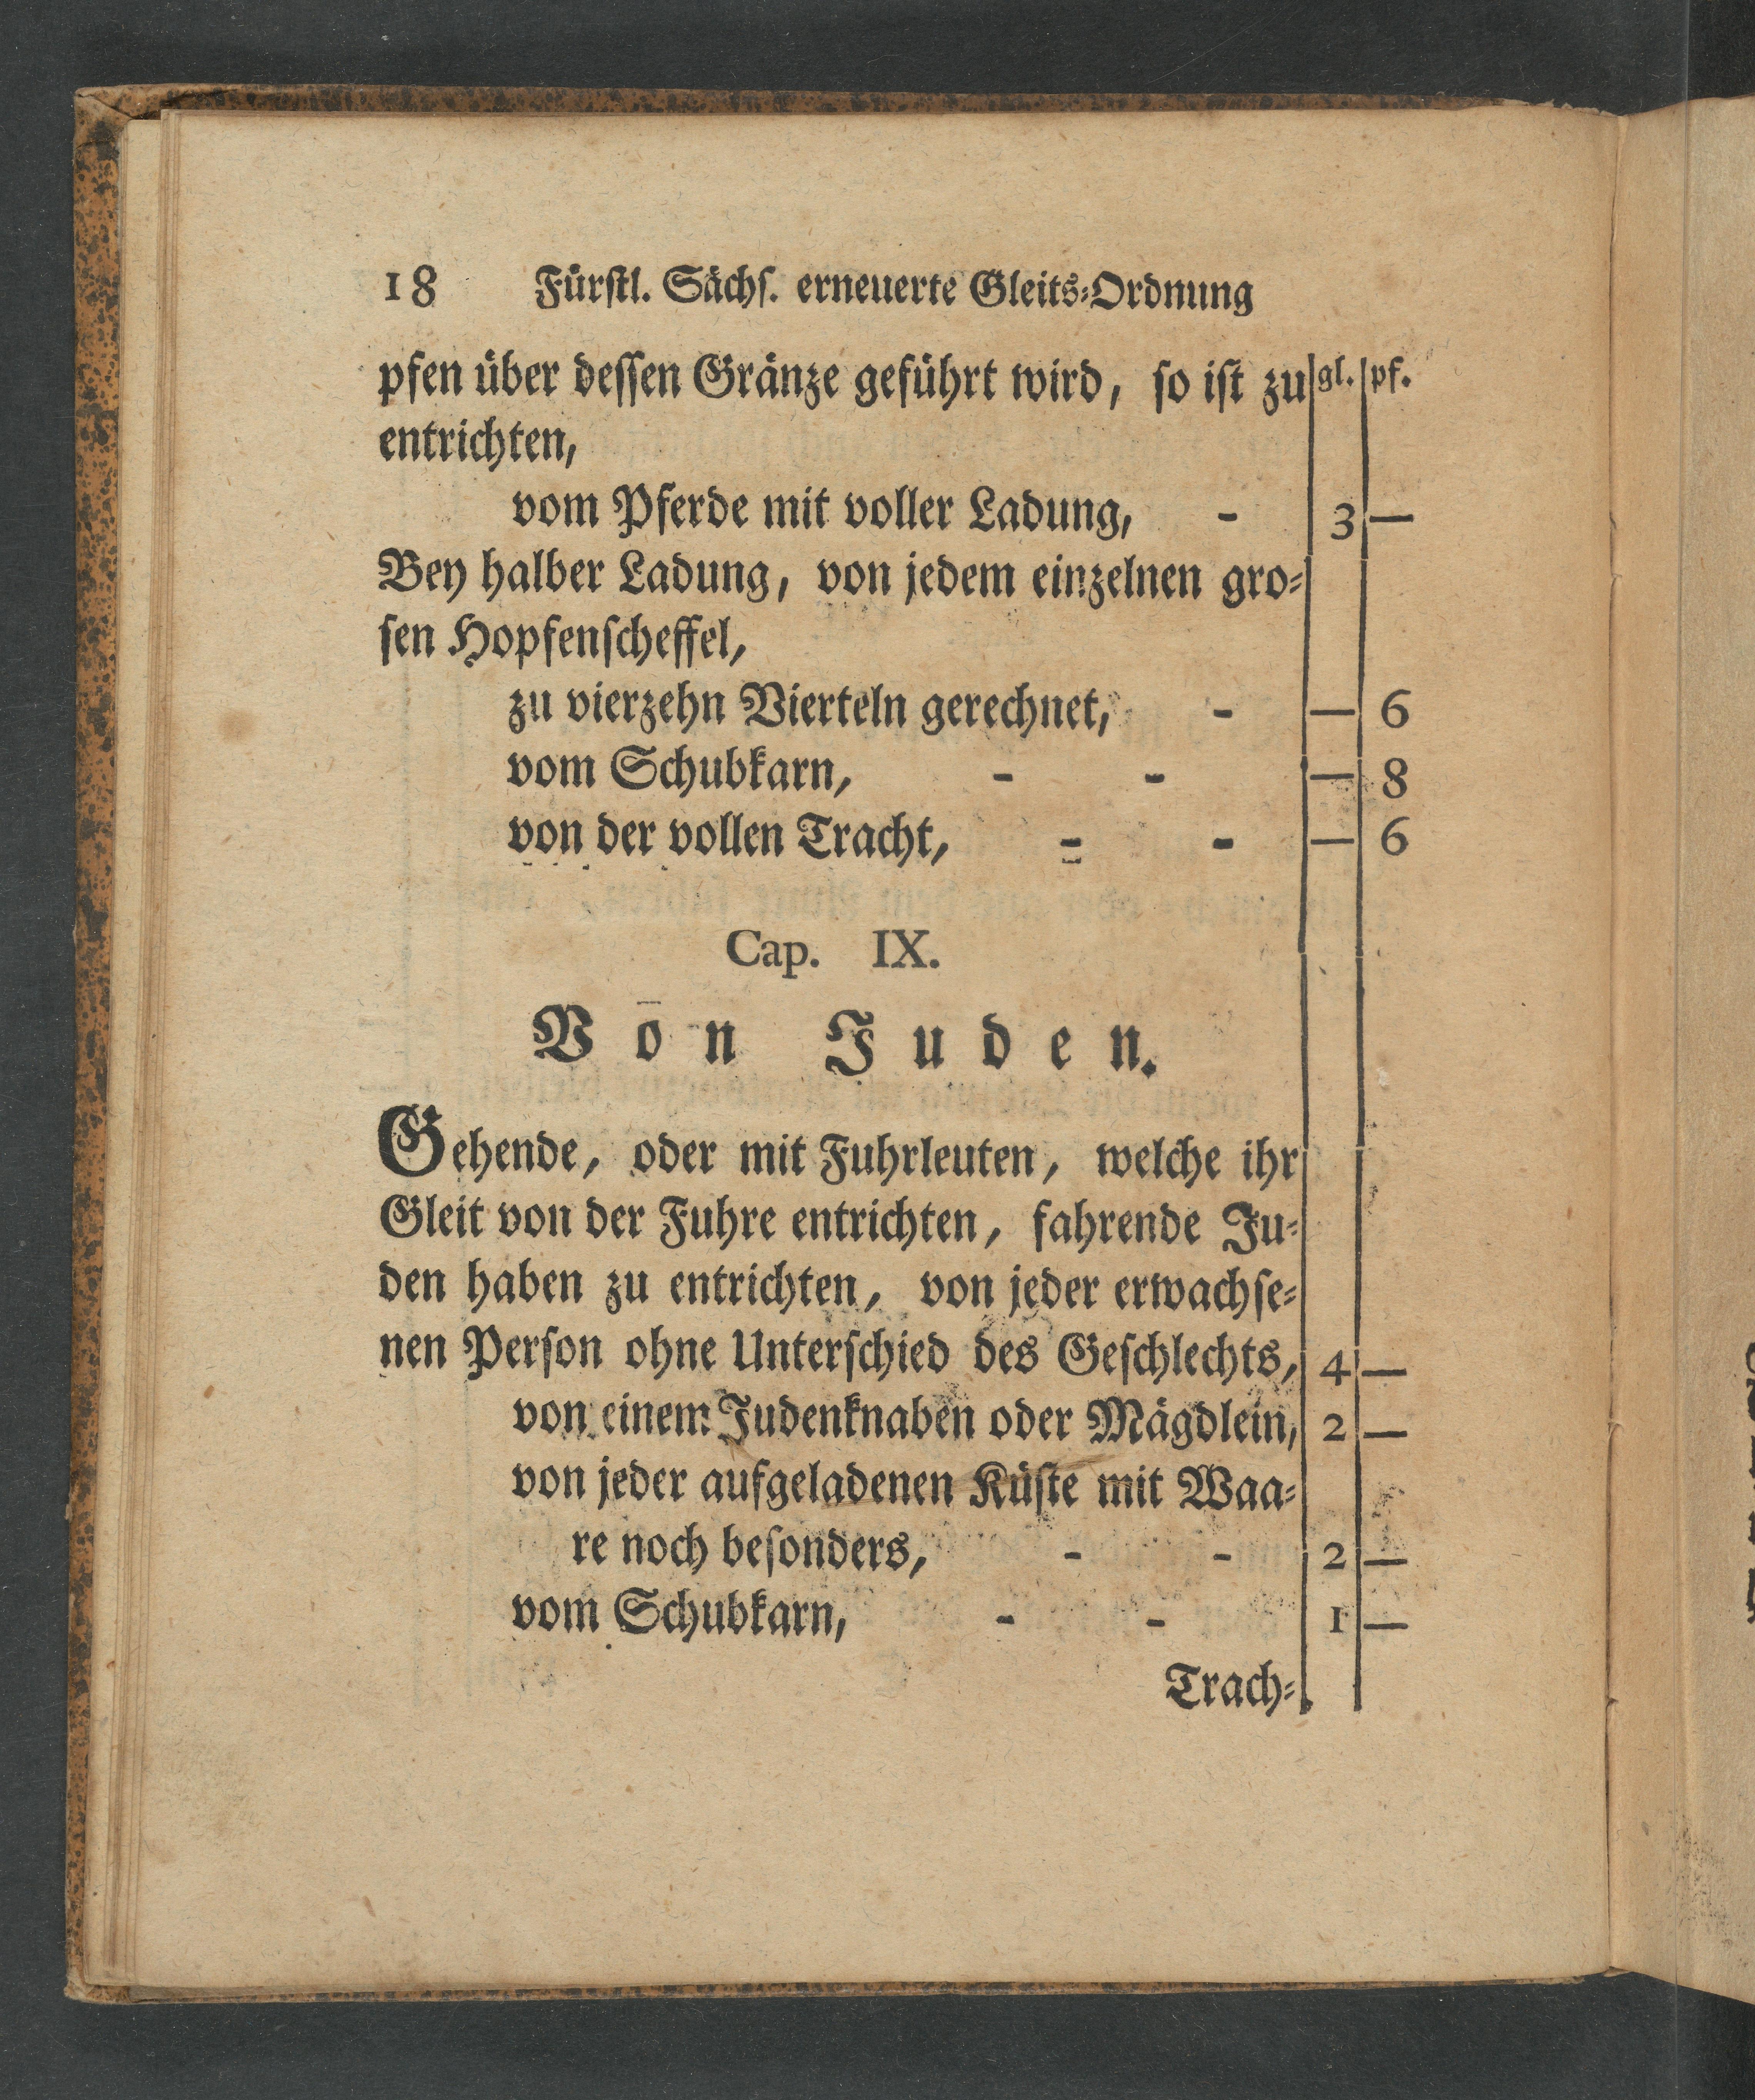 18 Fürstl. Sächs. erneuerte Gleits-Ordnung
pfen über dessen Gränze geführt wird, so ist zu gl. pf.
entrichten,
vom Pferde mit voller Ladung, - 3 —
Bey halber Ladung, von jedem einzelnen gro-
sen Hopfenscheffel,
zu vierzehn Vierteln gerechnet, - — 6
vom Schubkarn, - - — 8
von der vollen Tracht, - - — 6
Cap. IX.
Von Juden.
Gehende, oder mit Fuhrleuten, welche ihr
Gleit von der Fuhre entrichten, fahrende Ju-
den haben zu entrichten, von jeder erwachse-
nen Person ohne Unterschied des Geschlechts, 4 —
von einem Judenknaben oder Mägdlein, 2 —
von jeder aufgeladenen Küste mit Waa-
re noch besonders, - - 2 —
vom Schubkarn, - - 1 —
Trach-